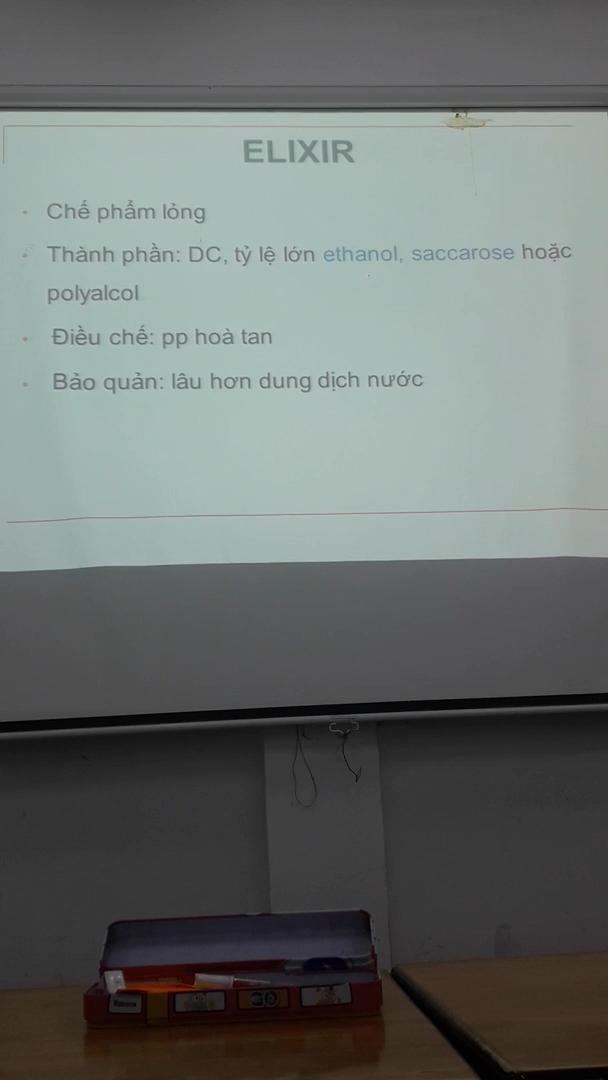 ELIXIR
• Chế phẩm lỏng
• Thành phần: DC, tỷ lệ lớn ethanol, saccarose hoặc
polyalcol
• Điều chế: pp hoà tan
• Bảo quản: lâu hơn dung dịch nước